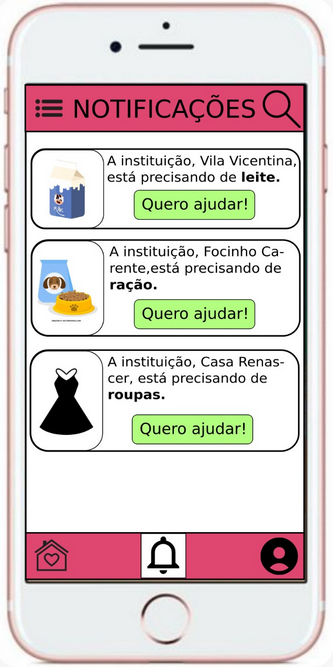 NOTIFICAÇÕES
A instituição, Vila Vicentina,
está precisando de leite.
Quero ajudar!
A instituição, Focinho Ca-
rente,está precisando de
ração.
Quero ajudar!
A instituição, Casa Renas-
cer, está precisando de
roupas.
Quero ajudar!